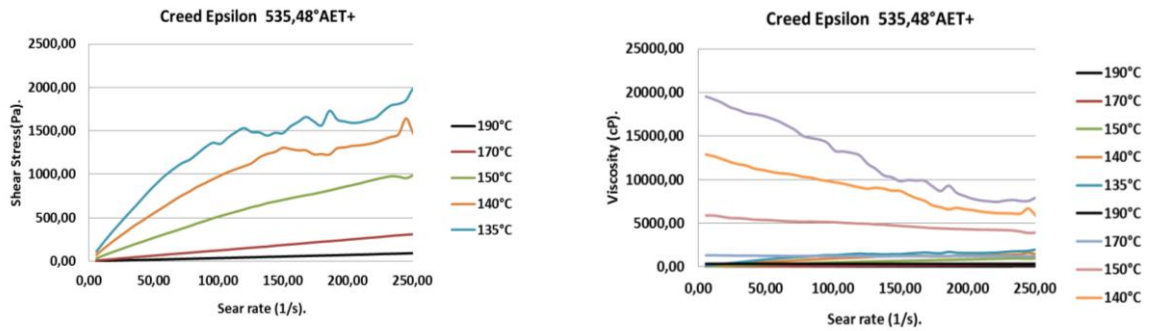 Creed Epsilon 535,48°AET+
2500,00
2000,00
1500,00
1000,00
500,00
0,00
Shear Stress(Pa).
0,00 50,00 100,00 150,00 200,00 250,00
Sear rate (1/s).
190°C
170°C
150°C
140°C
135°C
Creed Epsilon 535,48°AET+
25000,00
20000,00
15000,00
10000,00
5000,00
0,00
Viscosity (cP).
0,00 50,00 100,00 150,00 200,00 250,00
Sear rate (1/s).
190°C
170°C
150°C
140°C
135°C
190°C
170°C
150°C
140°C